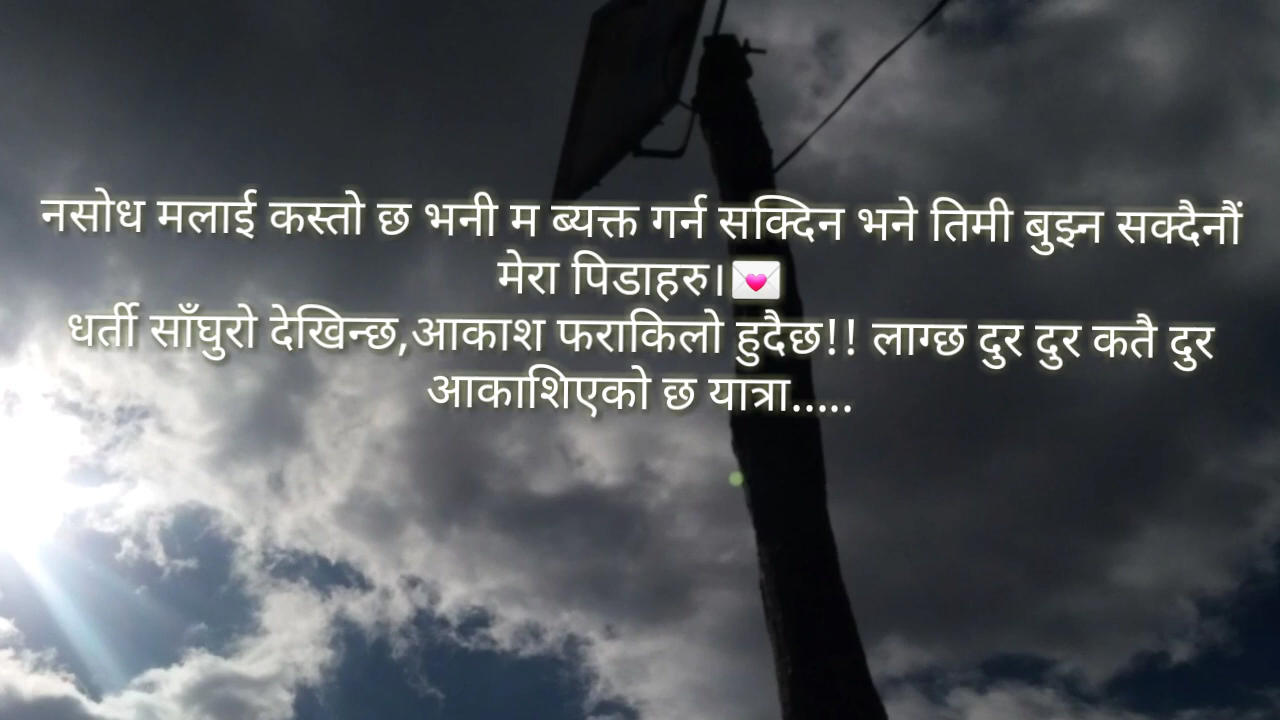 नसोध मलाई कस्तो छ भनी म ब्यक्त गर्न सक्दिन भने तिमी बुझ्न सक्दैनौं
मेरा पिडाहरु।💌
धर्ती साँघुरो देखिन्छ,आकाश फराकिलो हुदैछ!! लाग्छ दुर दुर कतै दुर
आकाशिएको छ यात्रा.....